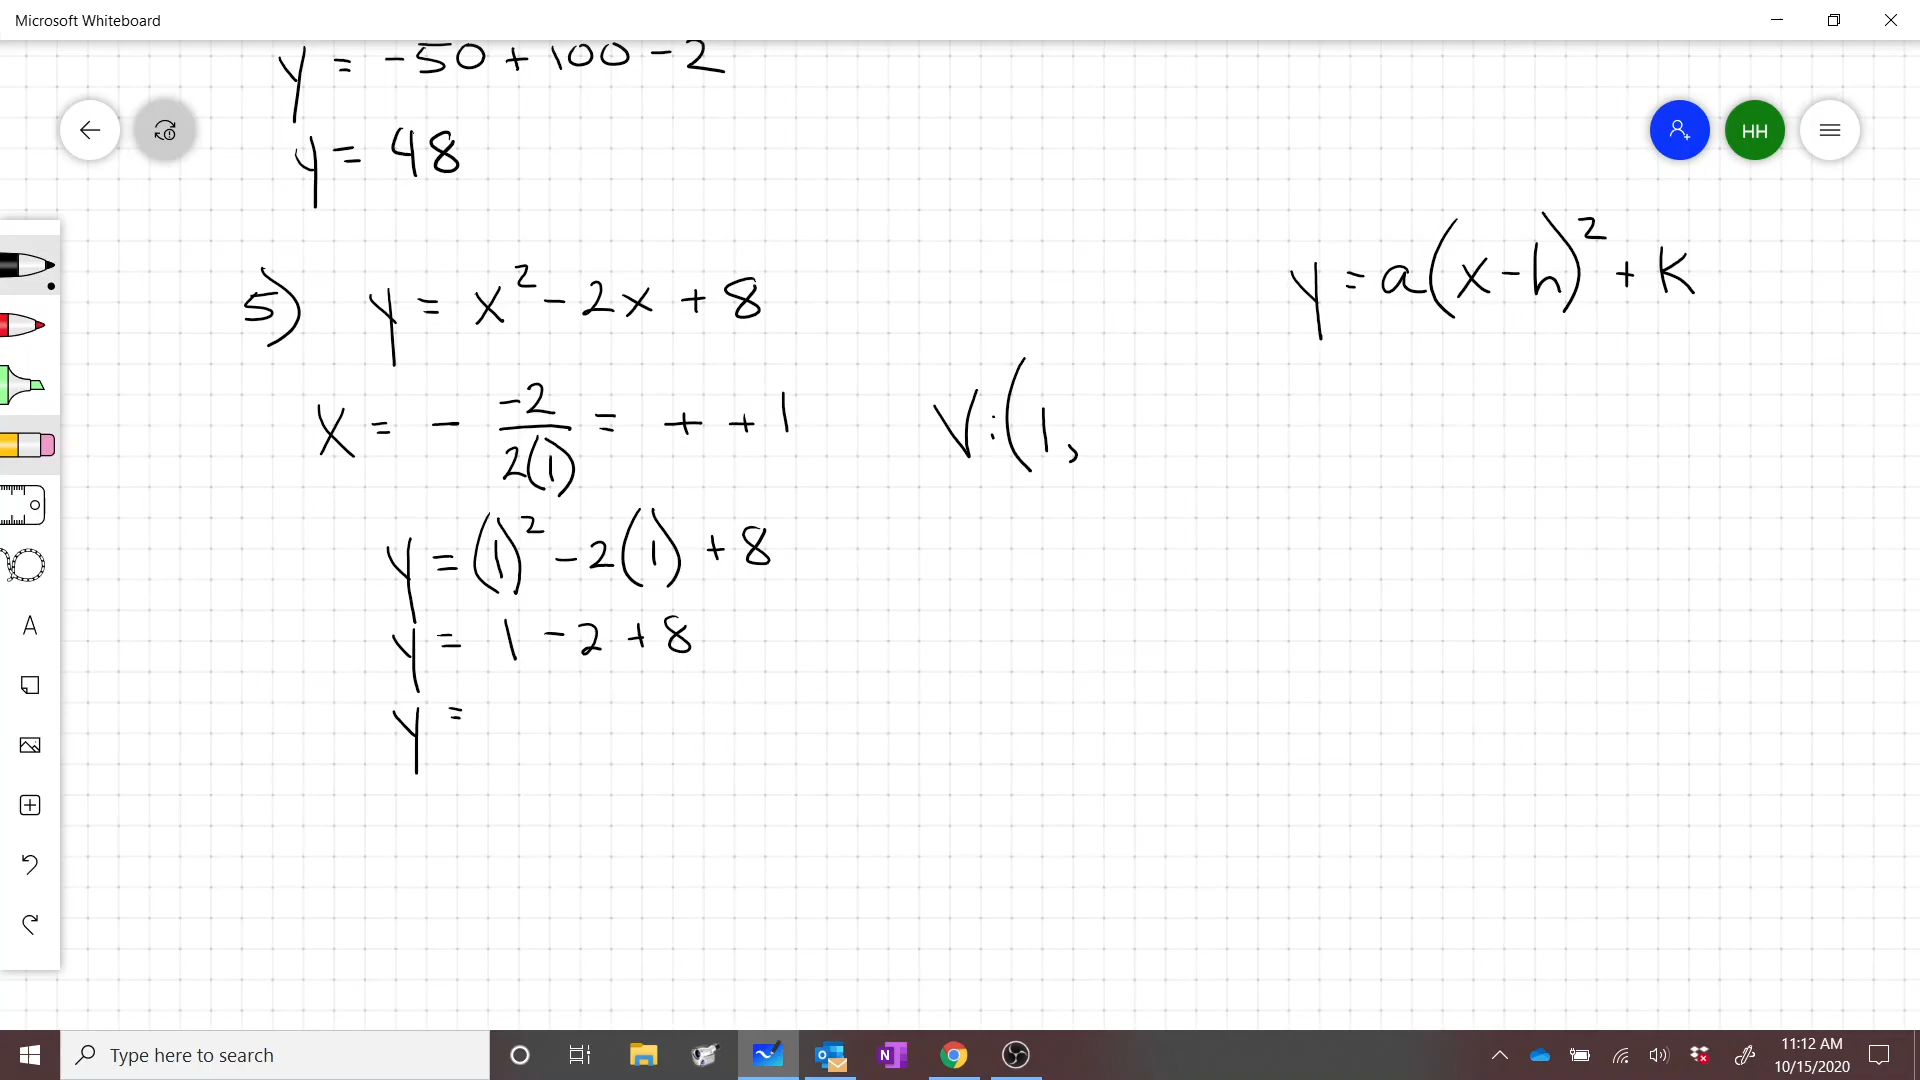 Microsoft Whiteboard
y = -50 + 100 - 2
y = 48
HH
y = a(x-h)² + k
5) y = x² - 2x + 8
x = - -2/2(1) = + + 1
V:(1,
y = (1)² - 2(1) + 8
y = 1 - 2 + 8
y =
A
Type here to search
N
11:12 AM
10/15/2020